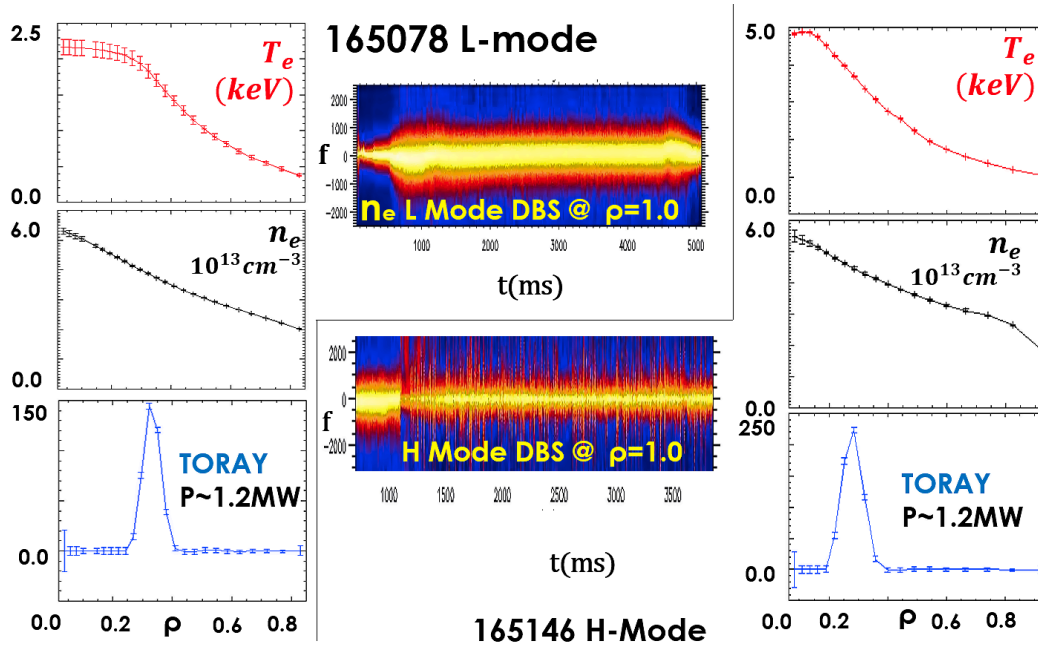 165078 L-mode
2.5
T_e
(keV)
0.0
6.0
n_e
10^13 cm^-3
0.0
150
TORAY
P~1.2MW
0.0
0.0 0.2 ρ 0.6 0.8
2000
1000
f 0
-1000
-2000
n_e L Mode DBS @ ρ=1.0
1000 2000 3000 4000 5000
t(ms)
2000
0
f
-2000
H Mode DBS @ ρ=1.0
1000 1500 2000 2500 3000 3500
t(ms)
165146 H-Mode
5.0
T_e
(keV)
5.0
6.0
n_e
10^13 cm^-3
0.0
250
TORAY
P~1.2MW
0.0
0.0 0.2 ρ 0.6 0.8